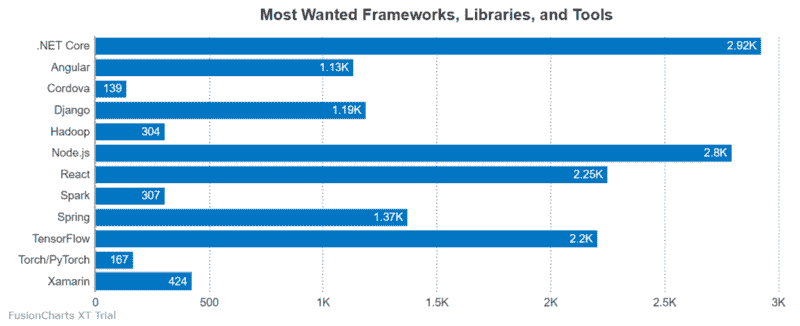 Most Wanted Frameworks, Libraries, and Tools
.NET Core 2.92K
Angular 1.13K
Cordova 139
Django 1.19K
Hadoop 304
Node.js 2.8K
React 2.25K
Spark 307
Spring 1.37K
TensorFlow 2.2K
Torch/PyTorch 167
Xamarin 424
0 500 1K 1.5K 2K 2.5K 3K
FusionCharts XT Trial